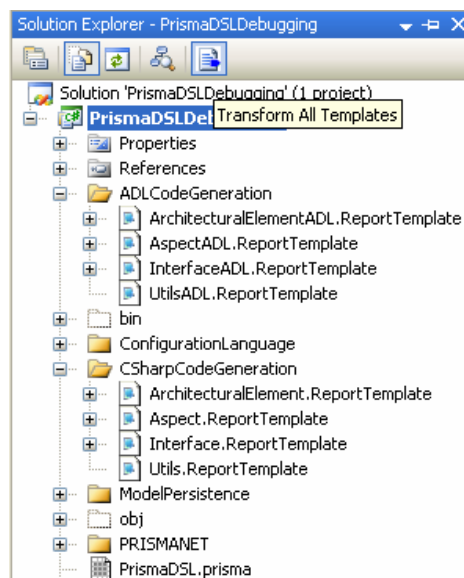 Solution Explorer - PrismaDSLDebugging
Solution 'PrismaDSLDebugging' (1 project)
PrismaDSLDeb
Transform All Templates
Properties
References
ADLCodeGeneration
ArchitecturalElementADL.ReportTemplate
AspectADL.ReportTemplate
InterfaceADL.ReportTemplate
UtilsADL.ReportTemplate
bin
ConfigurationLanguage
CSharpCodeGeneration
ArchitecturalElement.ReportTemplate
Aspect.ReportTemplate
Interface.ReportTemplate
Utils.ReportTemplate
ModelPersistence
obj
PRISMANET
PrismaDSL.prisma